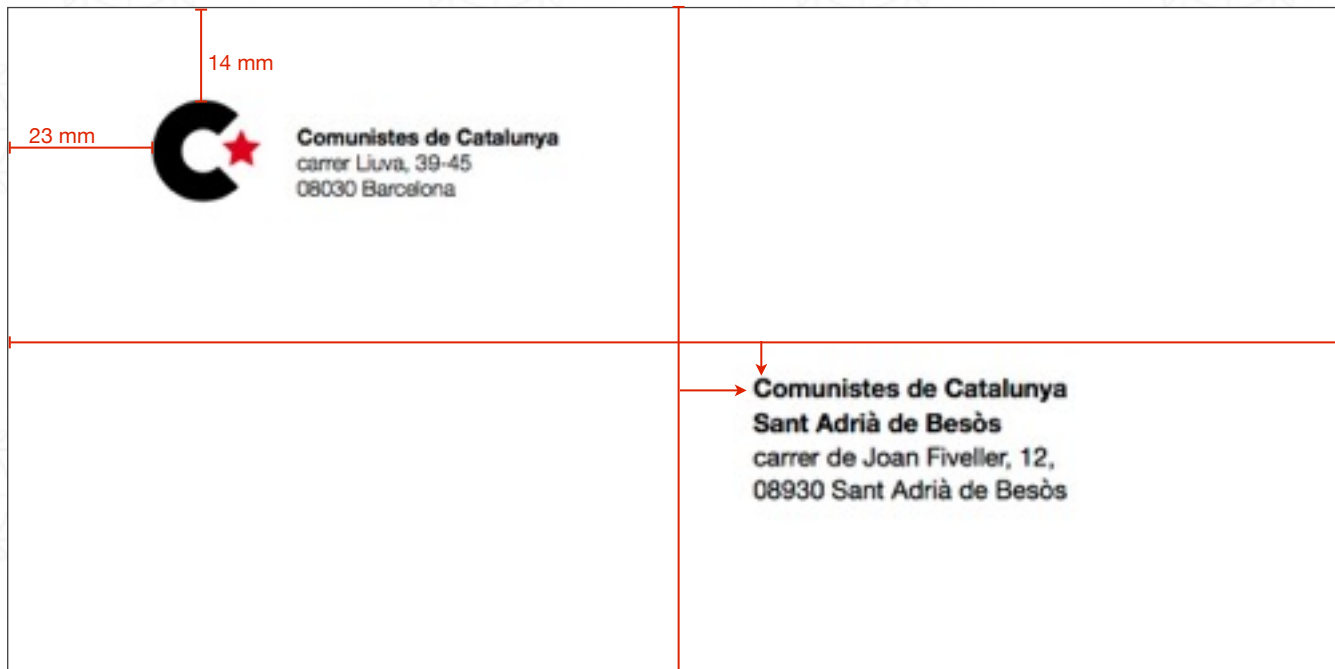 14 mm
23 mm
Comunistes de Catalunya
carrer Lluva, 39-45
08030 Barcelona
Comunistes de Catalunya
Sant Adrià de Besòs
carrer de Joan Fiveller, 12,
08930 Sant Adrià de Besòs